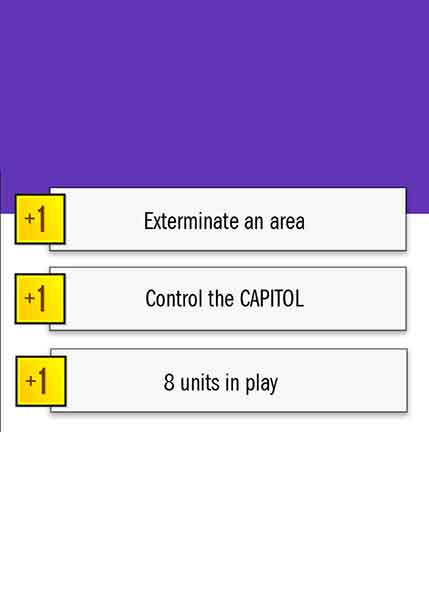 +1 Exterminate an area
+1 Control the CAPITOL
+1 8 units in play